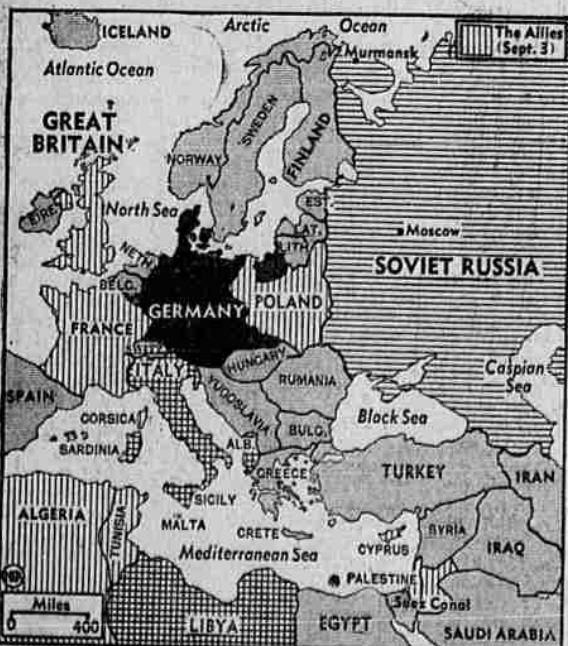 ICELAND
Arctic Ocean
The Allies
(Sept. 3)
Murmansk
Atlantic Ocean
GREAT
BRITAIN
SWEDEN
FINLAND
NORWAY
EIRE
North Sea
EST.
LAT.
LITH.
Moscow
NETH.
BELG.
SOVIET RUSSIA
GERMANY
POLAND
FRANCE
HUNGARY
ITALY
RUMANIA
Caspian
Sea
SPAIN
YUGOSLAVIA
Black Sea
CORSICA
BULG.
SARDINIA
ALB.
GREECE
TURKEY
IRAN
ALGERIA
TUNISIA
SICILY
MALTA
CRETE
CYPRUS
SYRIA
IRAQ
Mediterranean Sea
PALESTINE
Suez Canal
Miles
0 400
LIBYA
EGYPT
SAUDI ARABIA